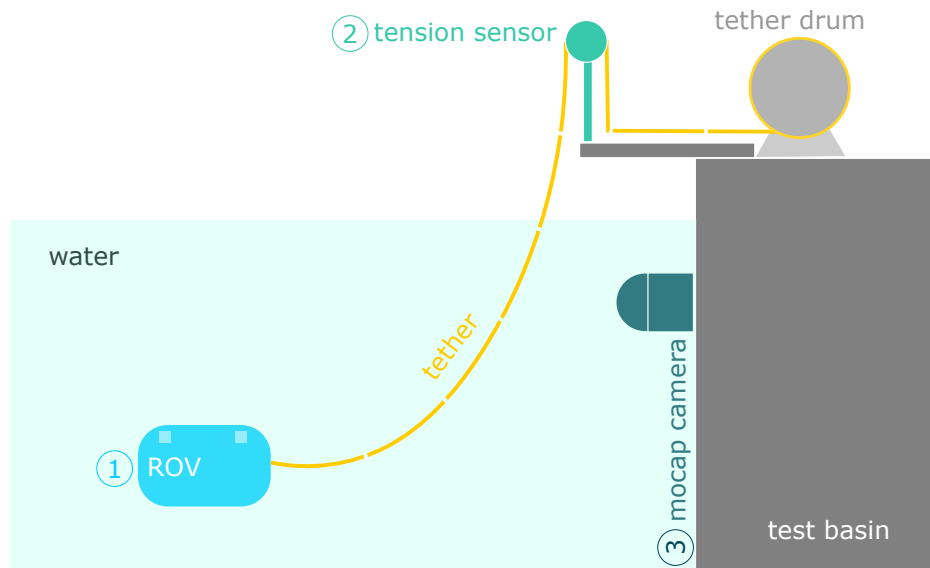 tether drum
2 tension sensor
water
tether
1 ROV
3 mocap camera
test basin